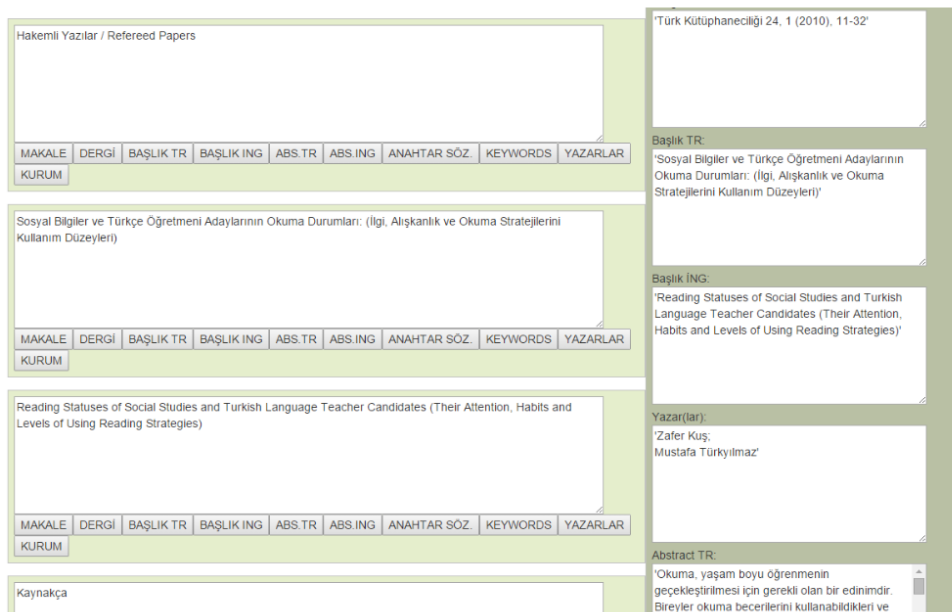 Hakemli Yazılar / Refereed Papers
MAKALE DERGİ BAŞLIK TR BAŞLIK ING ABS.TR ABS.ING ANAHTAR SÖZ. KEYWORDS YAZARLAR
KURUM
Sosyal Bilgiler ve Türkçe Öğretmeni Adaylarının Okuma Durumları: (İlgi, Alışkanlık ve Okuma Stratejilerini
Kullanım Düzeyleri)
MAKALE DERGİ BAŞLIK TR BAŞLIK ING ABS.TR ABS.ING ANAHTAR SÖZ. KEYWORDS YAZARLAR
KURUM
Reading Statuses of Social Studies and Turkish Language Teacher Candidates (Their Attention, Habits and
Levels of Using Reading Strategies)
MAKALE DERGİ BAŞLIK TR BAŞLIK ING ABS.TR ABS.ING ANAHTAR SÖZ. KEYWORDS YAZARLAR
KURUM
Kaynakça
'Türk Kütüphaneciliği 24, 1 (2010), 11-32'
Başlık TR:
'Sosyal Bilgiler ve Türkçe Öğretmeni Adaylarının
Okuma Durumları: (İlgi, Alışkanlık ve Okuma
Stratejilerini Kullanım Düzeyleri)'
Başlık İNG:
'Reading Statuses of Social Studies and Turkish
Language Teacher Candidates (Their Attention,
Habits and Levels of Using Reading Strategies)'
Yazar(lar):
'Zafer Kuş;
Mustafa Türkyılmaz'
Abstract TR:
'Okuma, yaşam boyu öğrenmenin
geçekleştirilmesi için gerekli olan bir edinimdir.
Bireyler okuma becerilerini kullanabildikleri ve